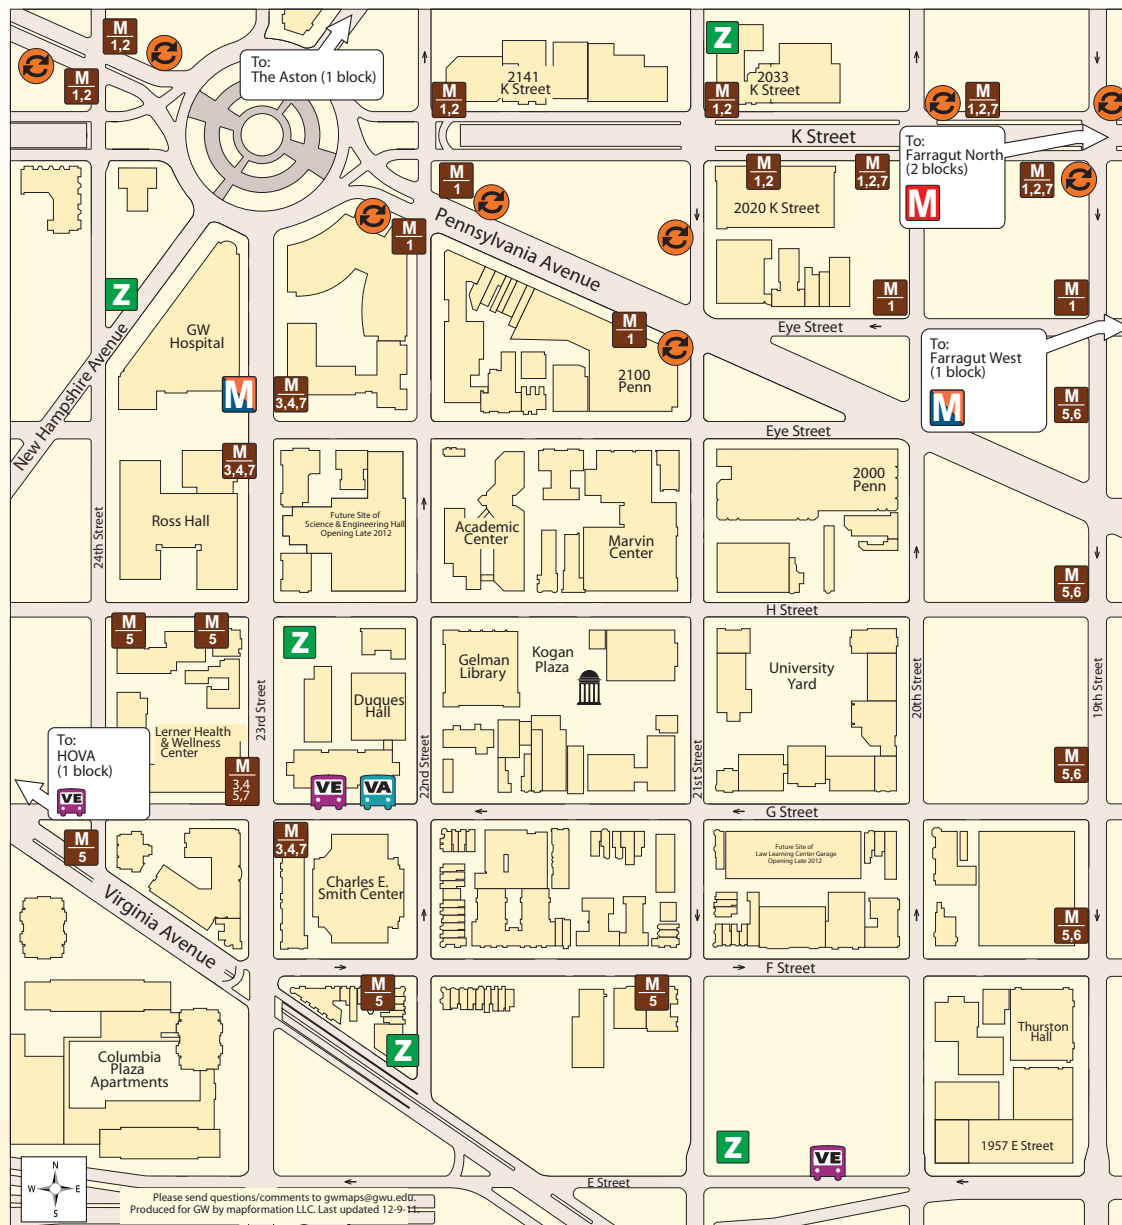 M
1,2
M
1,2
To:
The Aston (1 block)
2141
K Street
M
1,2
Z
2033
K Street
M
1,2
M
1,2,7
K Street
To:
Farragut North
(2 blocks)
M
M
1,2
M
1,2,7
M
1,2,7
2020 K Street
M
1
M
1
Pennsylvania Avenue
Z
GW
Hospital
New Hampshire Avenue
M
1
M
1
M
1
Eye Street
To:
Farragut West
(1 block)
M
2100
Penn
M
M
3,4,7
M
5,6
Eye Street
M
3,4,7
2000
Penn
Ross Hall
24th Street
Future Site of
Science & Engineering Hall
Opening Late 2012
Academic
Center
Marvin
Center
M
5,6
H Street
M
5
M
5
Z
Gelman
Library
Kogan
Plaza
University
Yard
Duques
Hall
23rd Street
22nd Street
21st Street
20th Street
19th Street
Lerner Health
& Wellness
Center
To:
HOVA
(1 block)
VE
M
3,4
5,7
VE
VA
M
5,6
G Street
M
5
M
3,4,7
Charles E.
Smith Center
Future Site of
Law Learning Center Garage
Opening Late 2012
Virginia Avenue
M
5,6
F Street
M
5
M
5
Z
Thurston
Hall
Columbia
Plaza
Apartments
Z
VE
1957 E Street
N
W
E
S
E Street
Please send questions/comments to gwmaps@gwu.edu.
Produced for GW by mapformation LLC. Last updated 12-9-11.